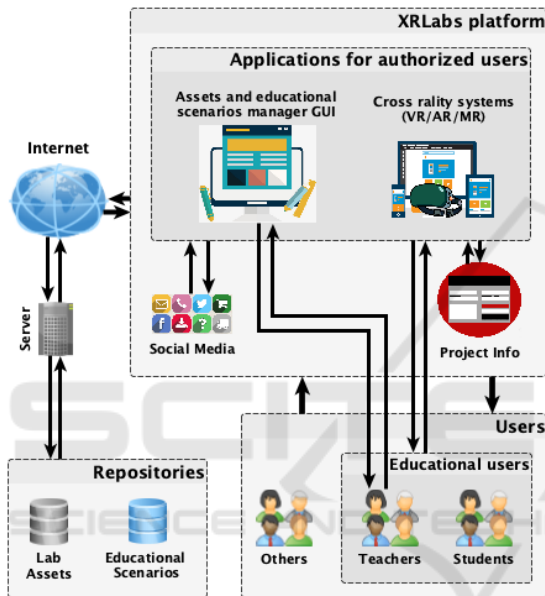 XRLabs platform
Applications for authorized users
Assets and educational
scenarios manager GUI
Cross rality systems
(VR/AR/MR)
Internet
Server
Social Media
Project Info
Users
Educational users
Repositories
Lab
Assets
Educational
Scenarios
Others
Teachers
Students